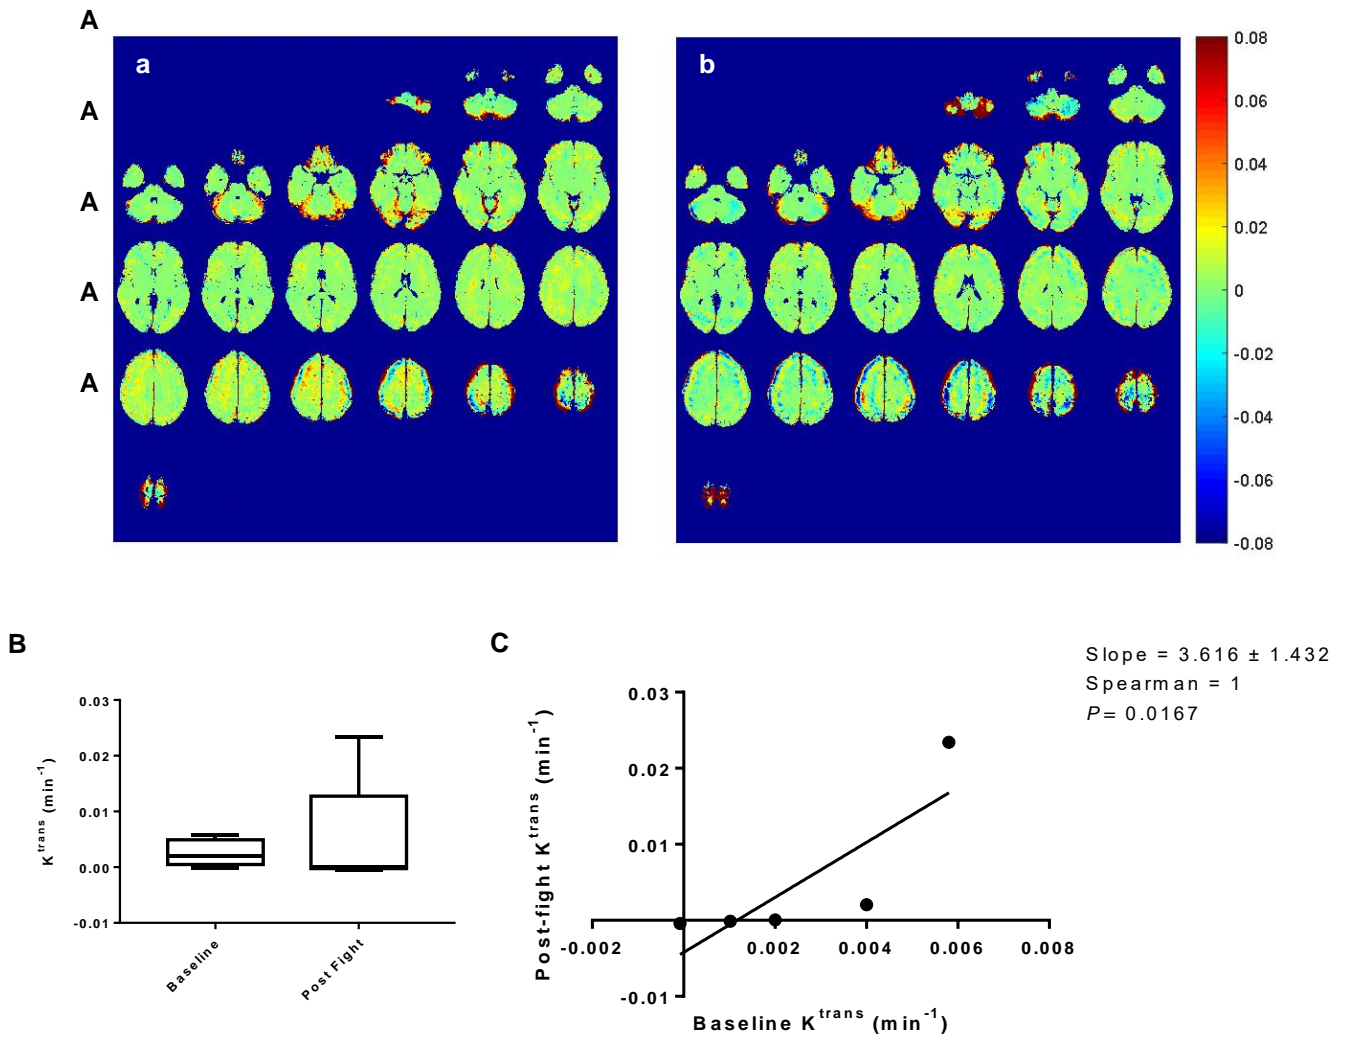 A
a
b
A
A
A
A
0.08
0.06
0.04
0.02
0
-0.02
-0.04
-0.06
-0.08
B
0.03
0.02
0.01
0.00
-0.01
K^trans (min^-1)
Baseline
Post Fight
C
Slope = 3.616 ± 1.432
Spearman = 1
P= 0.0167
0.03
0.02
0.01
-0.01
Post-fight K^trans (min^-1)
-0.002 0.002 0.004 0.006 0.008
Baseline K^trans (min^-1)